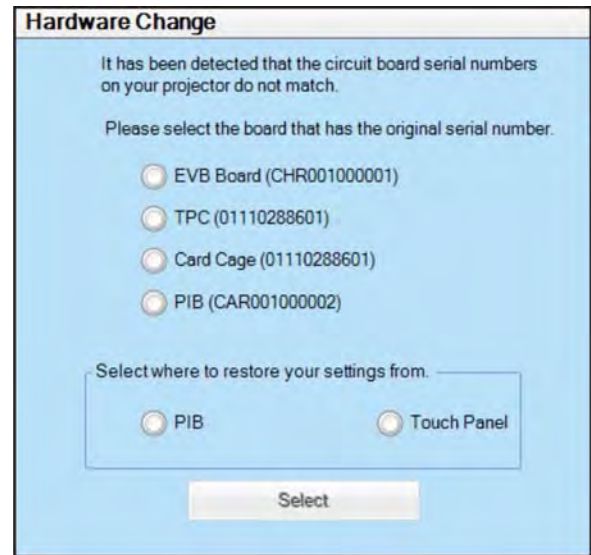 Hardware Change
It has been detected that the circuit board serial numbers
on your projector do not match.
Please select the board that has the original serial number.
EVB Board (CHR001000001)
TPC (01110288601)
Card Cage (01110288601)
PIB (CAR001000002)
Select where to restore your settings from.
PIB Touch Panel
Select